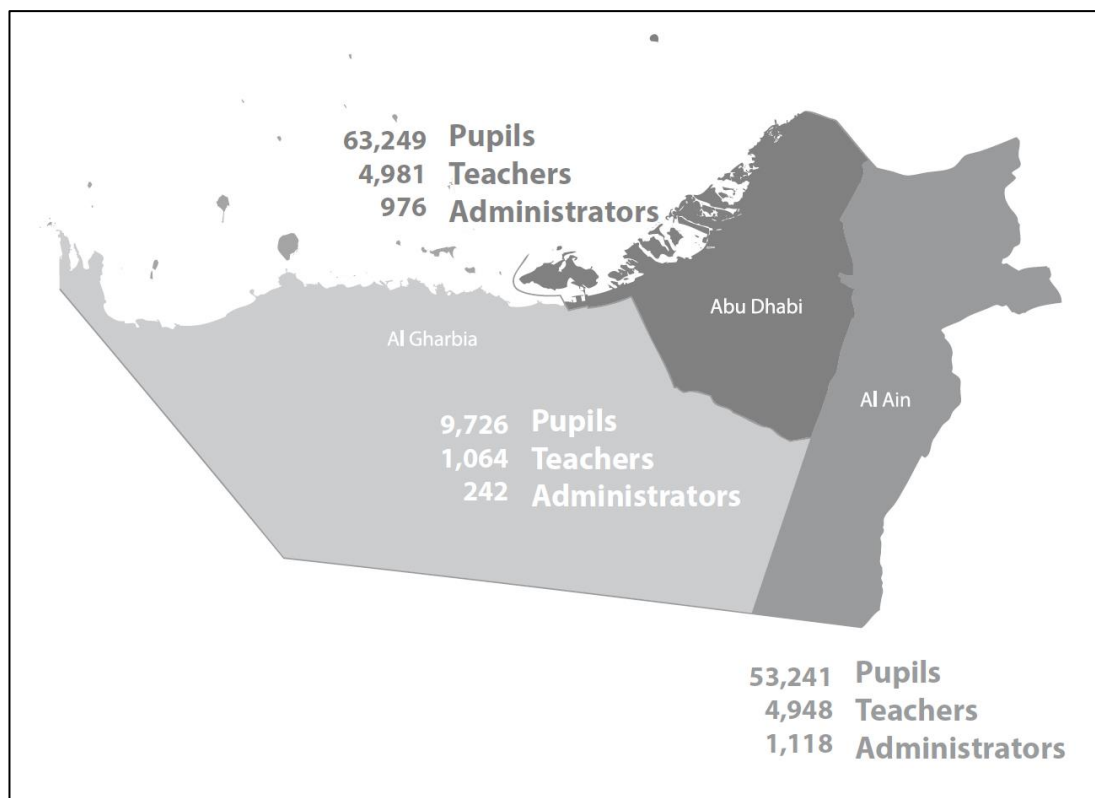 63,249 Pupils
4,981 Teachers
976 Administrators
Abu Dhabi
Al Gharbia
Al Ain
9,726 Pupils
1,064 Teachers
242 Administrators
53,241 Pupils
4,948 Teachers
1,118 Administrators